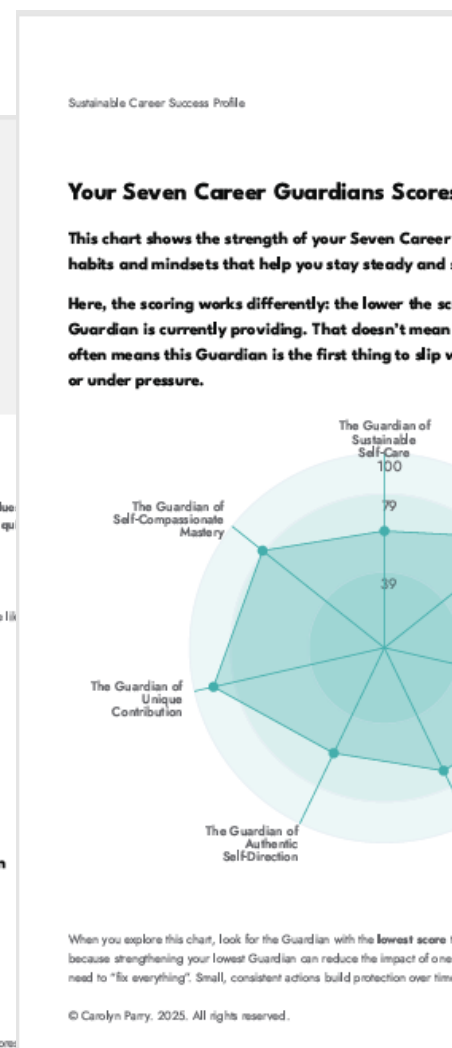 Sustainable Career Success Profile
Your Seven Career Guardians Scores
This chart shows the strength of your Seven Career
habits and mindsets that help you stay steady and
Here, the scoring works differently: the lower the
Guardian is currently providing. That doesn't mean
often means this Guardian is the first thing to slip
or under pressure.
The Guardian of
Sustainable
Self-Care
100
79
39
The Guardian of
Self-Compassionate
Mastery
The Guardian of
Unique
Contribution
The Guardian of
Authentic
Self-Direction
When you explore this chart, look for the Guardian with the lowest score
because strengthening your lowest Guardian can reduce the impact of one
need to "fix everything". Small, consistent actions build protection over
© Carolyn Parry. 2025. All rights reserved.